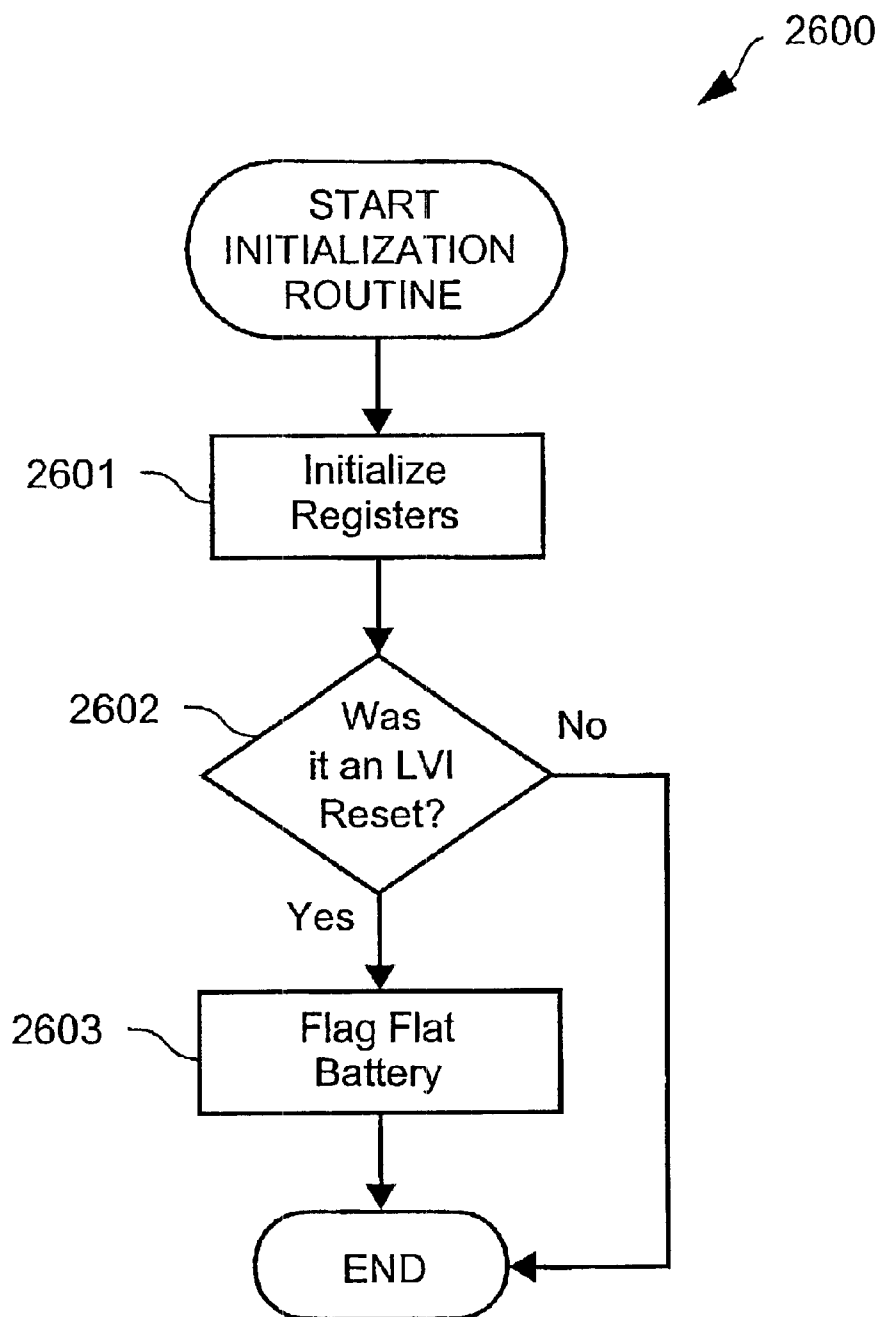 2600
START
INITIALIZATION
ROUTINE
2601
Initialize
Registers
2602
Was
it an LVI
Reset?
No
Yes
2603
Flag Flat
Battery
END